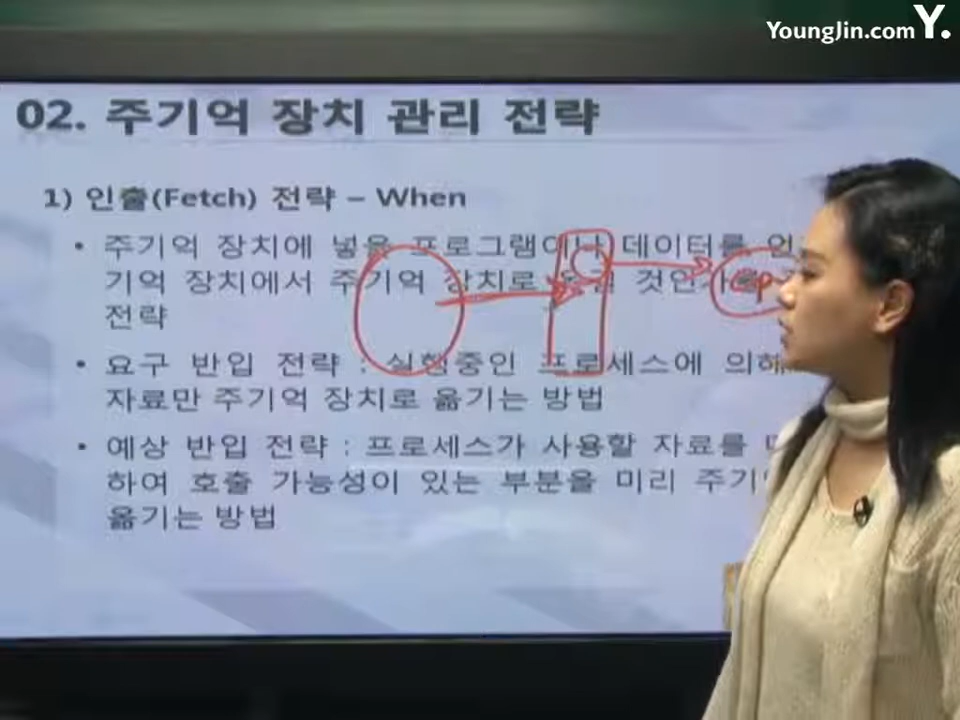 YoungJin.com Y.
02. 주기억 장치 관리 전략
1) 인출(Fetch) 전략 – When
• 주기억 장치에 넣을 프로그램이나 데이터를 언
기억 장치에서 주기억 장치로 옮길 것인가를
전략
• 요구 반입 전략 : 실행중인 프로세스에 의해
자료만 주기억 장치로 옮기는 방법
• 예상 반입 전략 : 프로세스가 사용할 자료를
하여 호출 가능성이 있는 부분을 미리 주기
옮기는 방법
cp